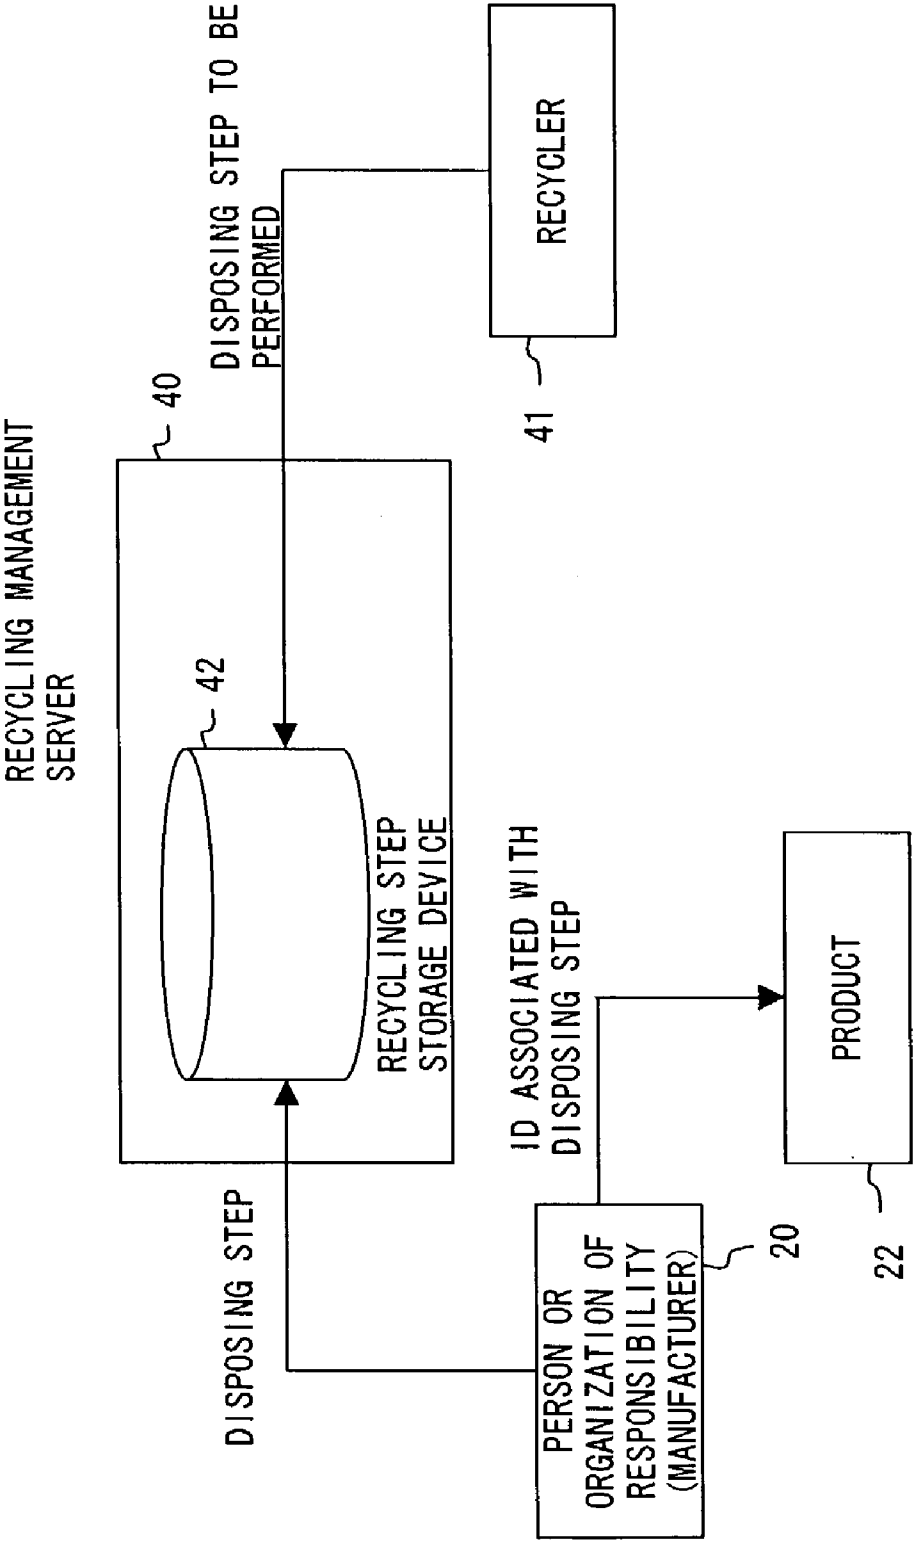 RECYCLING MANAGEMENT
SERVER
40
42
RECYCLING STEP
STORAGE DEVICE
DISPOSING STEP
DISPOSING STEP TO BE
PERFORMED
PERSON OR
ORGANIZATION OF
RESPONSIBILITY
(MANUFACTURER)
20
ID ASSOCIATED WITH
DISPOSING STEP
PRODUCT
22
RECYCLER
41